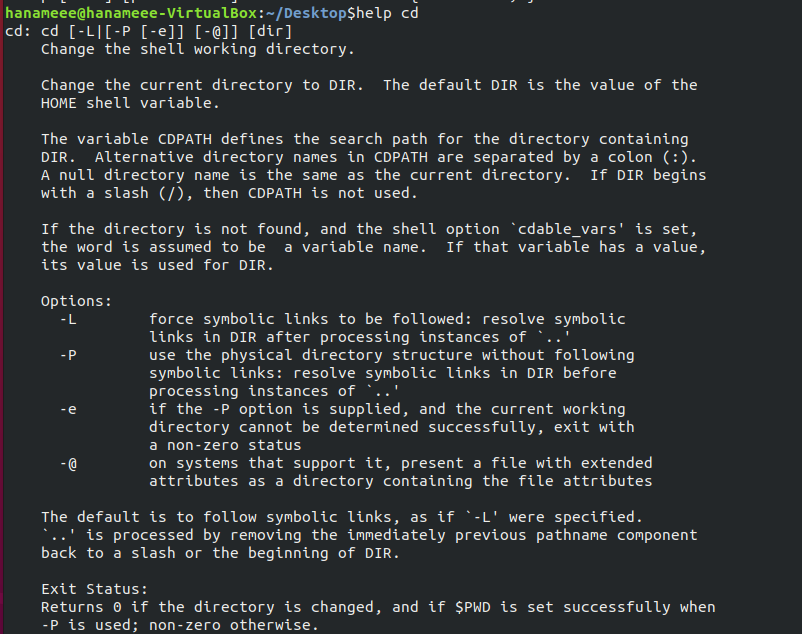 hanameee@hanameee-VirtualBox:~/Desktop$help cd
cd: cd [-L|[-P [-e]] [-@]] [dir]
    Change the shell working directory.

    Change the current directory to DIR.  The default DIR is the value of the
    HOME shell variable.

    The variable CDPATH defines the search path for the directory containing
    DIR.  Alternative directory names in CDPATH are separated by a colon (:).
    A null directory name is the same as the current directory.  If DIR begins
    with a slash (/), then CDPATH is not used.

    If the directory is not found, and the shell option `cdable_vars' is set,
    the word is assumed to be  a variable name.  If that variable has a value,
    its value is used for DIR.

    Options:
      -L        force symbolic links to be followed: resolve symbolic
                links in DIR after processing instances of `..'
      -P        use the physical directory structure without following
                symbolic links: resolve symbolic links in DIR before
                processing instances of `..'
      -e        if the -P option is supplied, and the current working
                directory cannot be determined successfully, exit with
                a non-zero status
      -@        on systems that support it, present a file with extended
                attributes as a directory containing the file attributes

    The default is to follow symbolic links, as if `-L' were specified.
    `..' is processed by removing the immediately previous pathname component
    back to a slash or the beginning of DIR.

    Exit Status:
    Returns 0 if the directory is changed, and if $PWD is set successfully when
    -P is used; non-zero otherwise.